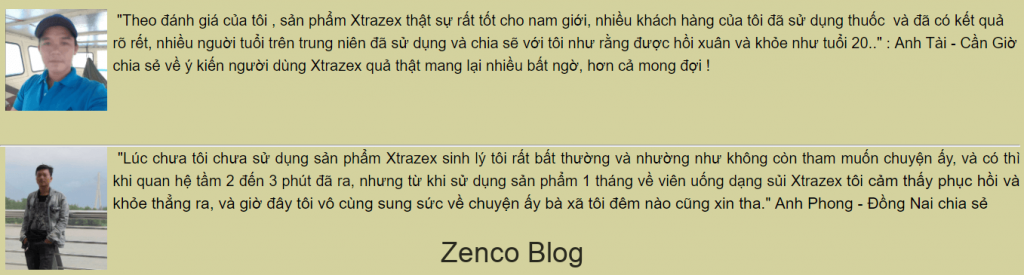 "Theo đánh giá của tôi , sản phẩm Xtrazex thật sự rất tốt cho nam giới, nhiều khách hàng của tôi đã sử dụng thuốc và đã có kết quả
rõ rết, nhiều nguời tuổi trên trung niên đã sử dụng và chia sẽ với tôi như rằng được hồi xuân và khỏe như tuổi 20.." : Anh Tài - Cần Giờ
chia sẻ về ý kiến người dùng Xtrazex quả thật mang lại nhiều bất ngờ, hơn cả mong đợi !
"Lúc chưa tôi chưa sử dụng sản phẩm Xtrazex sinh lý tôi rất bất thường và nhường như không còn tham muốn chuyện ấy, và có thì
khi quan hệ tầm 2 đến 3 phút đã ra, nhưng từ khi sử dụng sản phẩm 1 tháng về viên uống dạng sủi Xtrazex tôi cảm thấy phục hồi và
khỏe thẳng ra, và giờ đây tôi vô cùng sung sức về chuyện ấy bà xã tôi đêm nào cũng xin tha." Anh Phong - Đồng Nai chia sẻ
Zenco Blog